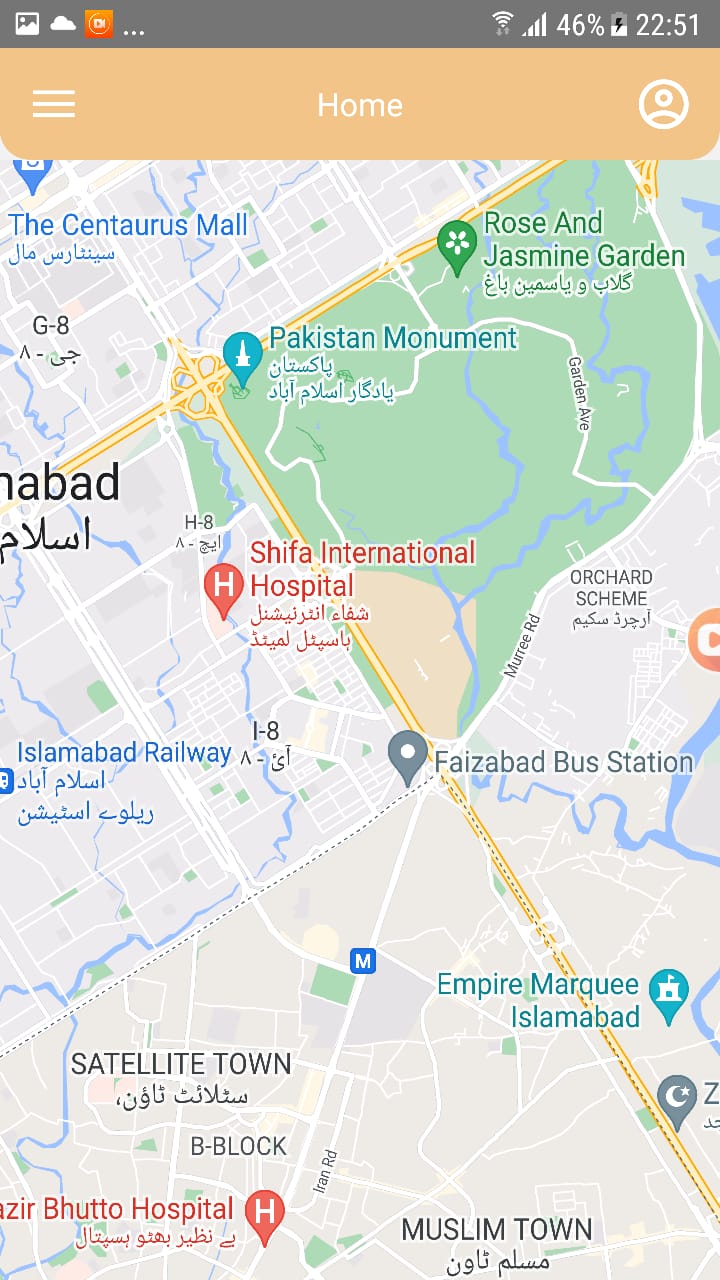 ... 46% 22:51
Home
The Centaurus Mall
سینٹارس مال
Rose And
Jasmine Garden
گلاب و یاسمین باغ
G-8
جی - ۸
Pakistan Monument
پاکستان
یادگار اسلام آباد
Garden Ave
nabad
اسلام
H-8
ایچ - ۸
Shifa International
Hospital
شفاء انٹرنیشنل
ہاسپٹل لمیٹڈ
ORCHARD
SCHEME
آرچرڈ سکیم
Murree Rd
I-8
آئ - ۸
Islamabad Railway
اسلام آباد
ریلوے اسٹیشن
Faizabad Bus Station
M
Empire Marquee
Islamabad
SATELLITE TOWN
سٹلائٹ ٹاؤن،
Z
B-BLOCK
Iran Rd
azir Bhutto Hospital
بے نظیر بھٹو ہسپتال
H
H
MUSLIM TOWN
مسلم ٹاون